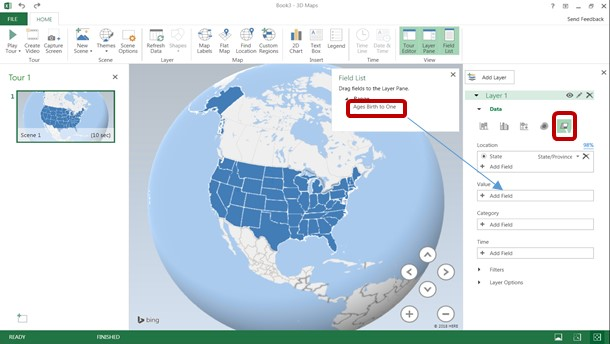 Book3 - 3D Maps
FILE
HOME
Send Feedback
Play Tour
Create Video
Capture Screen
New Scene
Themes
Scene Options
Refresh Data
Shapes
Map Labels
Flat Map
Find Location
Custom Regions
2D Chart
Text Box
Legend
Time Line
Date & Time
Tour Editor
Layer Pane
Field List
Tour
Scene
Layer
Map
Insert
Time
View
Tour 1
1
Scene 1
(10 sec)
Field List
Drag fields to the Layer Pane.
Range
Ages Birth to One
bing
© 2018 HERE
Add Layer
Layer 1
Data
Location
98%
State
State/Province
Add Field
Value
Add Field
Category
Add Field
Time
Add Field
Filters
Layer Options
READY
FINISHED